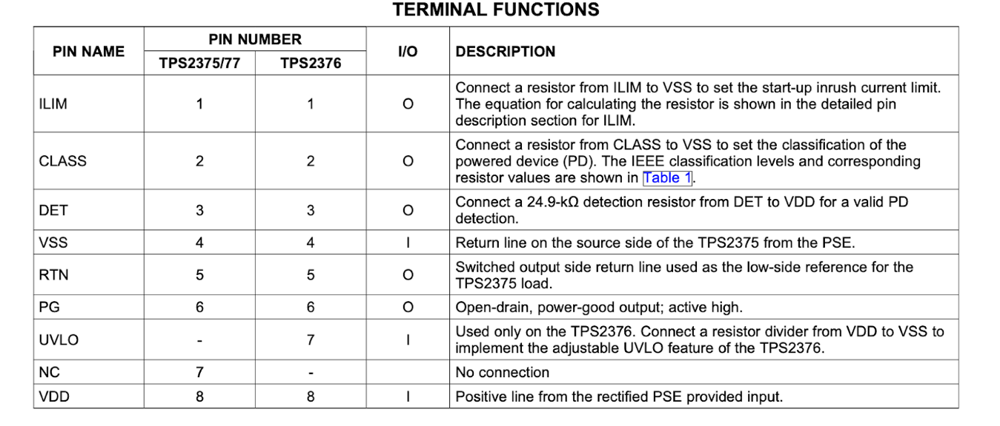 TERMINAL FUNCTIONS
PIN NAME PIN NUMBER I/O DESCRIPTION
TPS2375/77 TPS2376
ILIM 1 1 O Connect a resistor from ILIM to VSS to set the start-up inrush current limit.
The equation for calculating the resistor is shown in the detailed pin
description section for ILIM.
CLASS 2 2 O Connect a resistor from CLASS to VSS to set the classification of the
powered device (PD). The IEEE classification levels and corresponding
resistor values are shown in Table 1.
DET 3 3 O Connect a 24.9-kΩ detection resistor from DET to VDD for a valid PD
detection.
VSS 4 4 I Return line on the source side of the TPS2375 from the PSE.
RTN 5 5 O Switched output side return line used as the low-side reference for the
TPS2375 load.
PG 6 6 O Open-drain, power-good output; active high.
UVLO - 7 I Used only on the TPS2376. Connect a resistor divider from VDD to VSS to
implement the adjustable UVLO feature of the TPS2376.
NC 7 - No connection
VDD 8 8 I Positive line from the rectified PSE provided input.